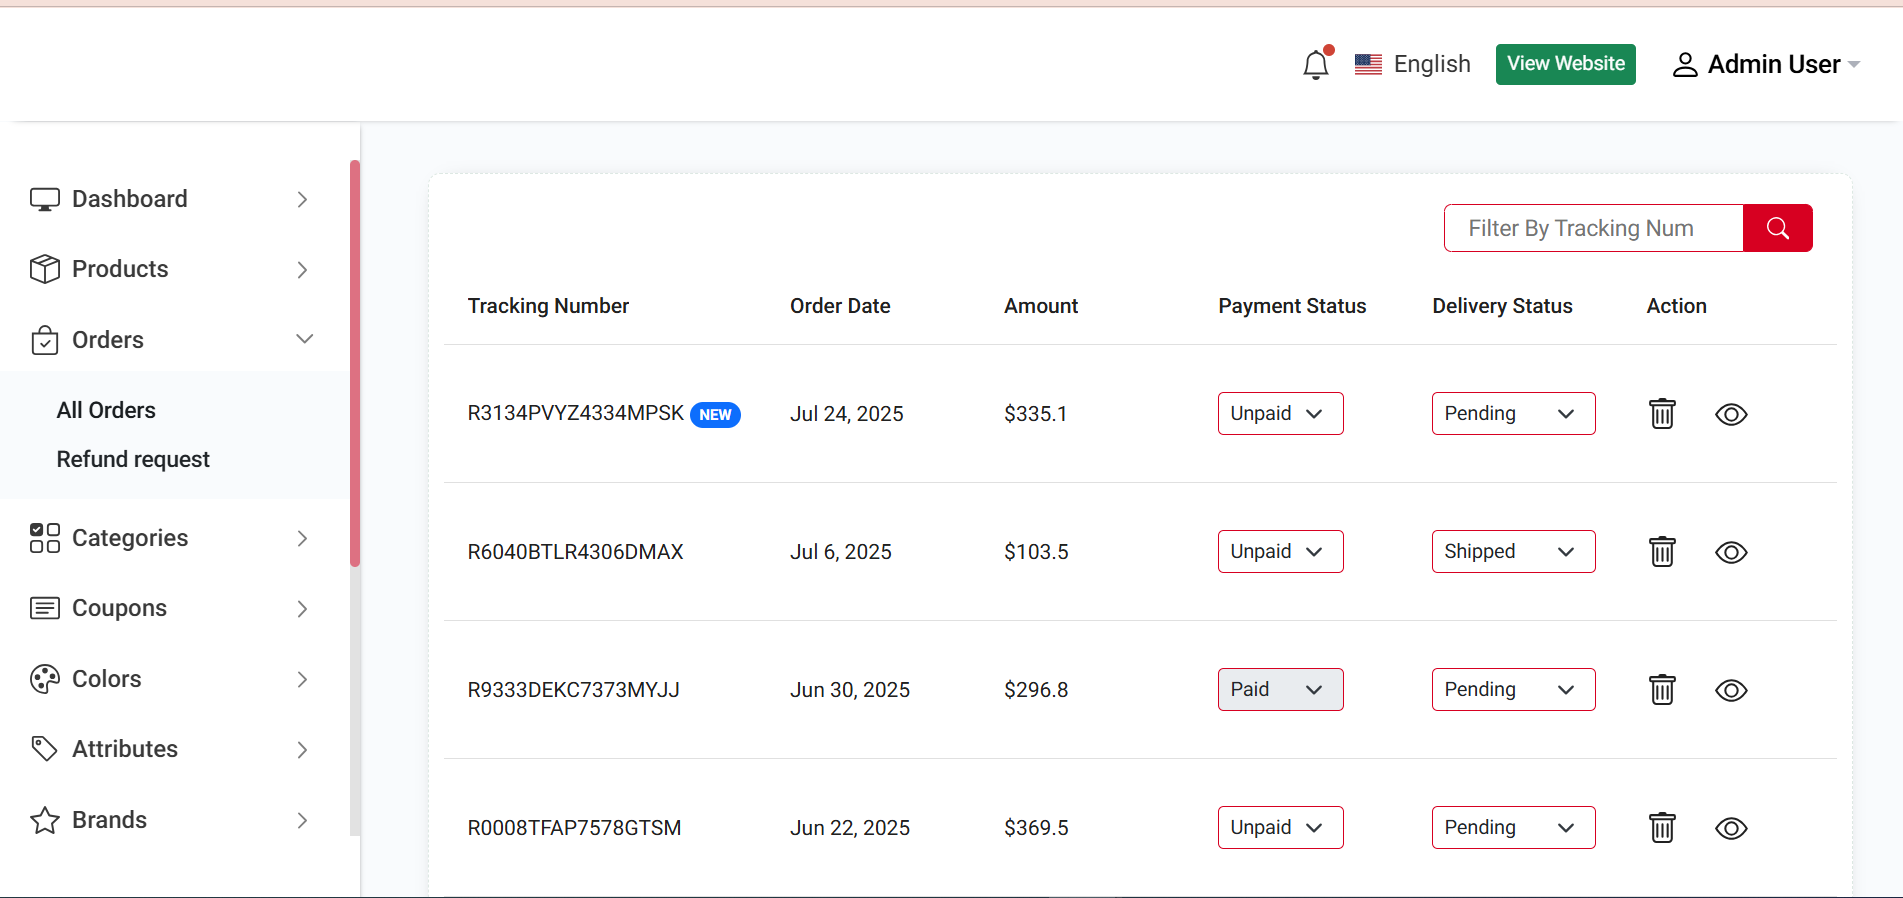 English
View Website
Admin User
Dashboard
Products
Orders
All Orders
Refund request
Categories
Coupons
Colors
Attributes
Brands
Filter By Tracking Num
Tracking Number Order Date Amount Payment Status Delivery Status Action
R3134PVYZ4334MPSK NEW Jul 24, 2025 $335.1 Unpaid Pending
R6040BTLR4306DMAX Jul 6, 2025 $103.5 Unpaid Shipped
R9333DEKC7373MYJJ Jun 30, 2025 $296.8 Paid Pending
R0008TFAP7578GTSM Jun 22, 2025 $369.5 Unpaid Pending